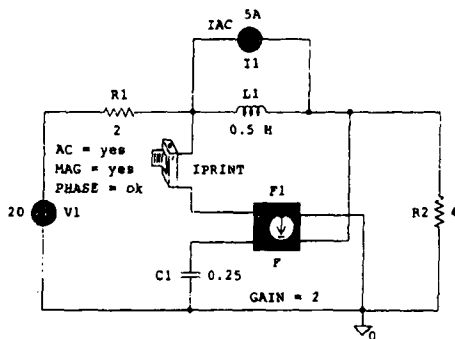 IAC
5A
I1
R1
L1
2
0.5 H
AC = yes
MAG = yes
PHASE = ok
IPRINT
F1
20
V1
R2
4
F
C1
0.25
GAIN = 2
0